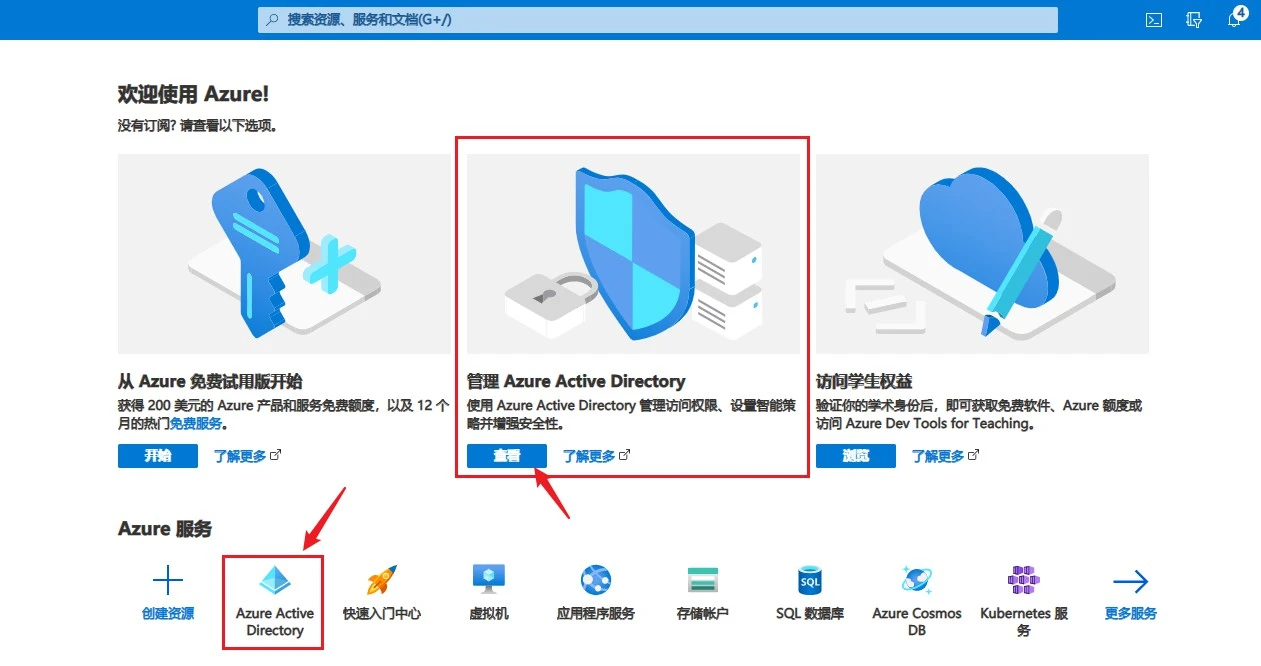 搜索资源、服务和文档(G+/)
4
欢迎使用 Azure!
没有订阅? 请查看以下选项。
从 Azure 免费试用版开始
获得 200 美元的 Azure 产品和服务免费额度，以及 12 个
月的热门免费服务。
开始 了解更多
管理 Azure Active Directory
使用 Azure Active Directory 管理访问权限、设置智能策
略并增强安全性。
查看 了解更多
访问学生权益
验证你的学术身份后，即可获取免费软件、Azure 额度或
访问 Azure Dev Tools for Teaching。
浏览 了解更多
Azure 服务
创建资源
Azure Active
Directory
快速入门中心
虚拟机
应用程序服务
存储帐户
SQL
SQL 数据库
Azure Cosmos
DB
Kubernetes 服
务
更多服务